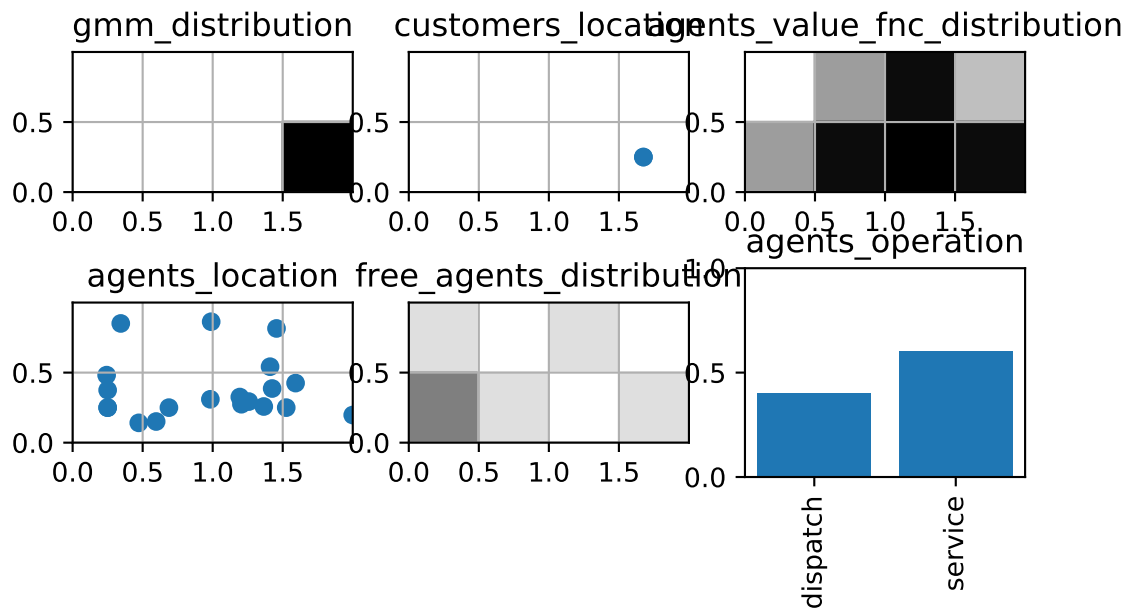 gmm_distribution
customers_location
agents_value_fnc_distribution
0.5
0.0
0.0 0.5 1.0 1.5
0.5
0.0
0.0 0.5 1.0 1.5
0.5
0.0
0.0 0.5 1.0 1.5
agents_location
free_agents_distribution
agents_operation
0.5
0.0
0.0 0.5 1.0 1.5
0.5
0.0
0.0 0.5 1.0 1.5
1.0
0.5
0.0
dispatch
service